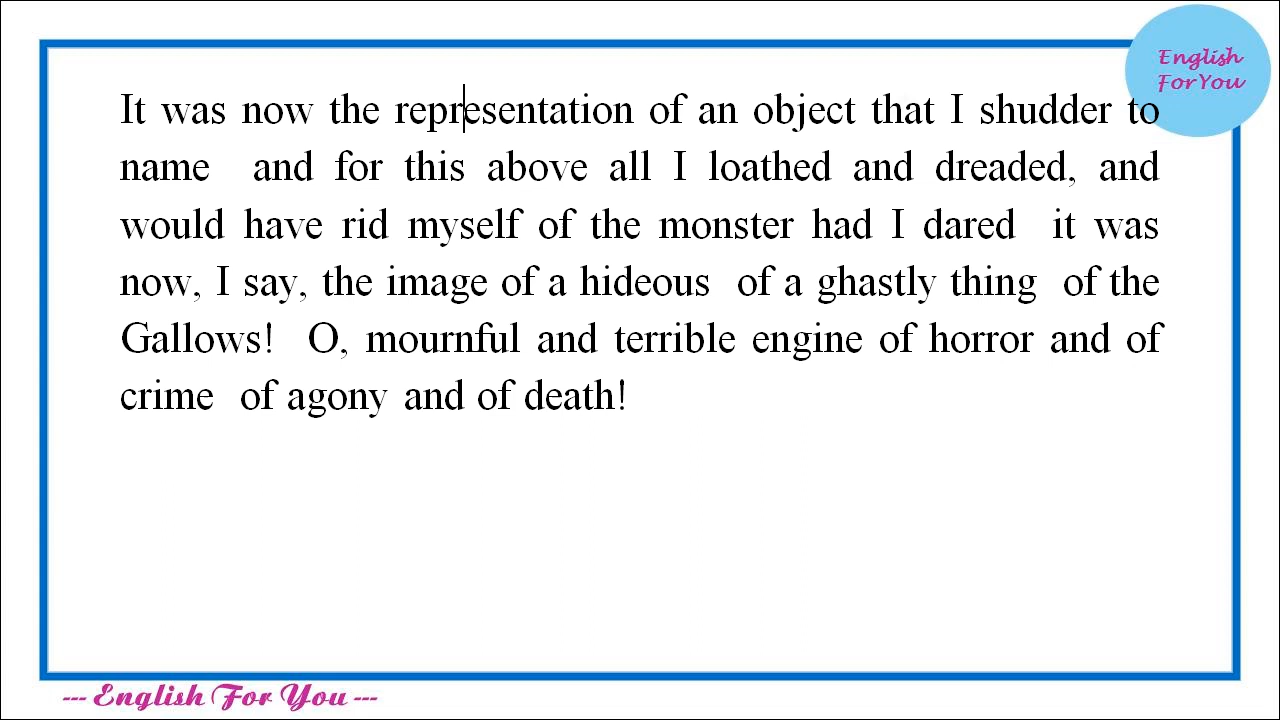 English
ForYou
It was now the representation of an object that I shudder to
name and for this above all I loathed and dreaded, and
would have rid myself of the monster had I dared it was
now, I say, the image of a hideous of a ghastly thing of the
Gallows! O, mournful and terrible engine of horror and of
crime of agony and of death!
--- English For You ---